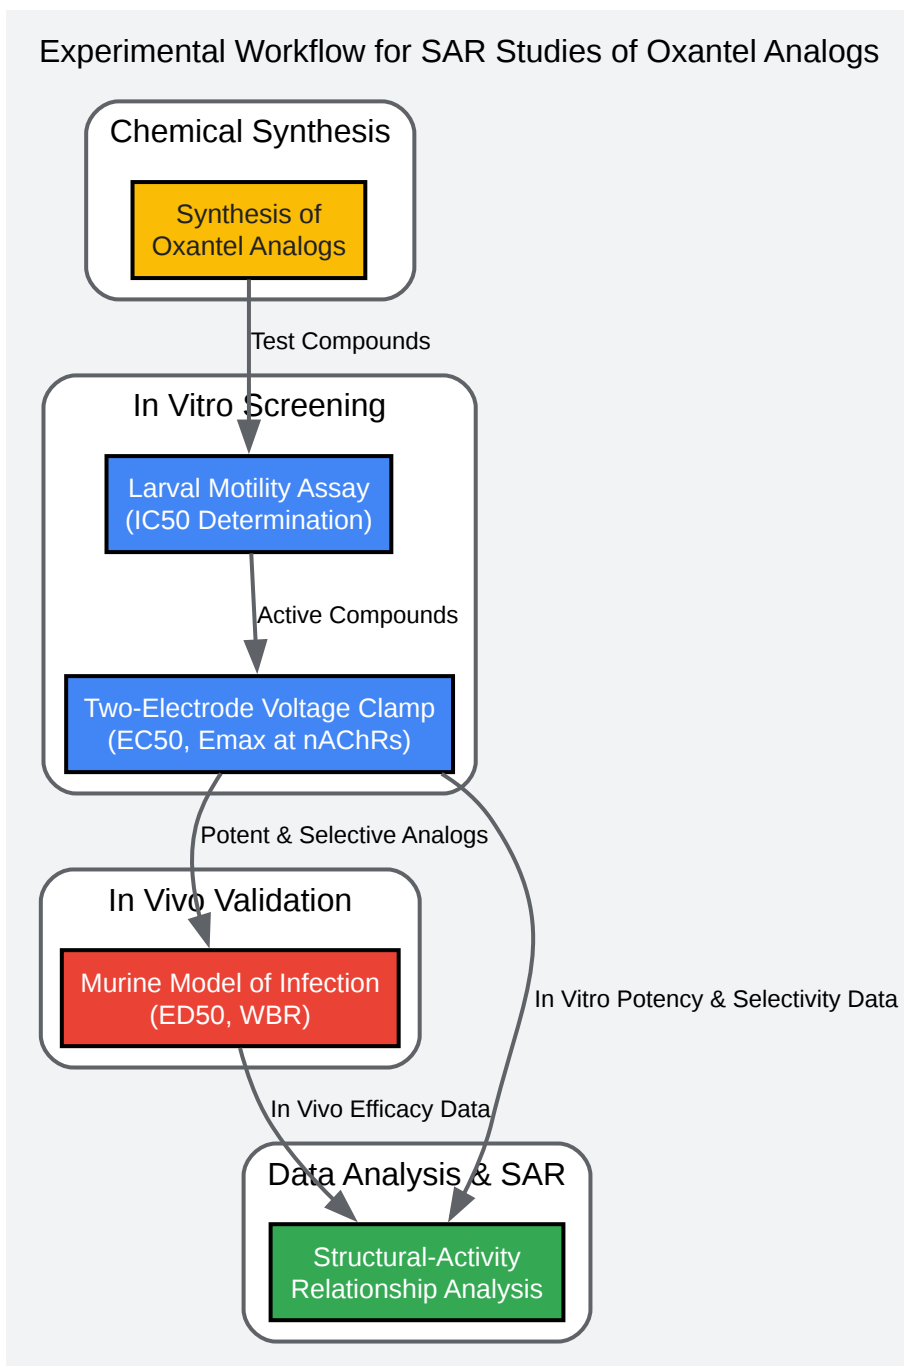 Experimental Workflow for SAR Studies of Oxantel Analogs
Chemical Synthesis
Synthesis of
Oxantel Analogs
Test Compounds
In Vitro Screening
Larval Motility Assay
(IC50 Determination)
Active Compounds
Two-Electrode Voltage Clamp
(EC50, Emax at nAChRs)
Potent & Selective Analogs
In Vivo Validation
Murine Model of Infection
(ED50, WBR)
In Vitro Potency & Selectivity Data
In Vivo Efficacy Data
Data Analysis & SAR
Structural-Activity
Relationship Analysis